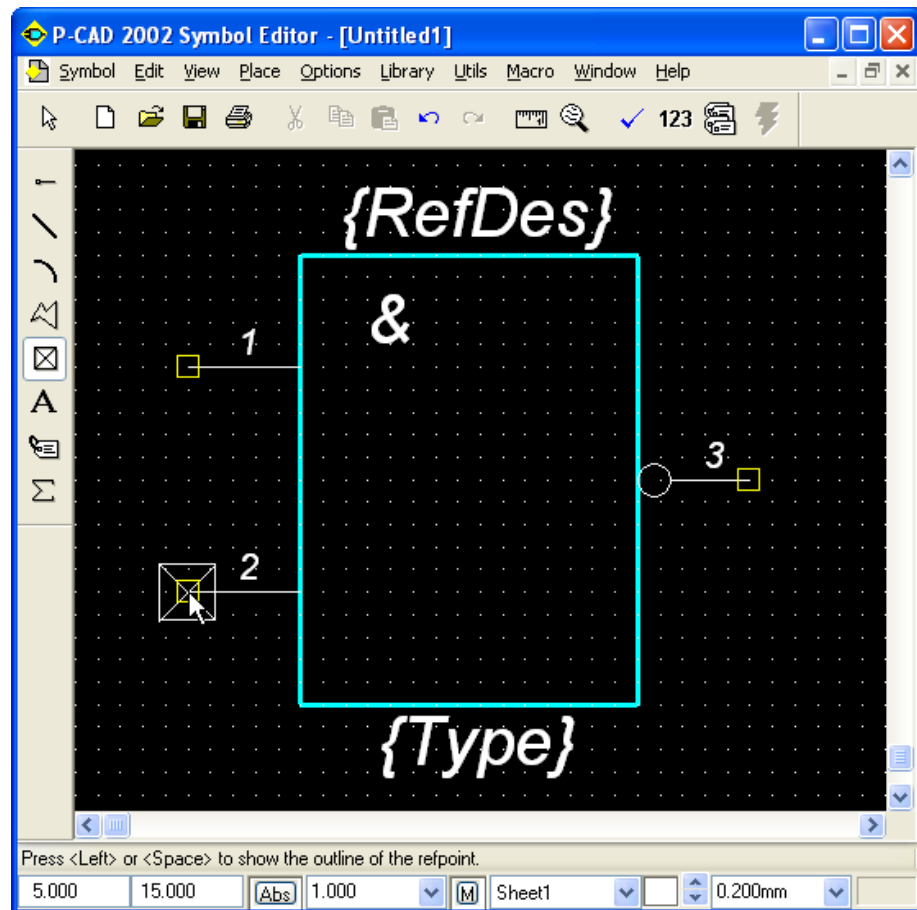 P-CAD 2002 Symbol Editor - [Untitled1]
Symbol Edit View Place Options Library Utils Macro Window Help
123
A
Σ
{RefDes}
&
1
3
2
{Type}
Press <Left> or <Space> to show the outline of the refpoint.
5.000 15.000 Abs 1.000 M Sheet1 0.200mm